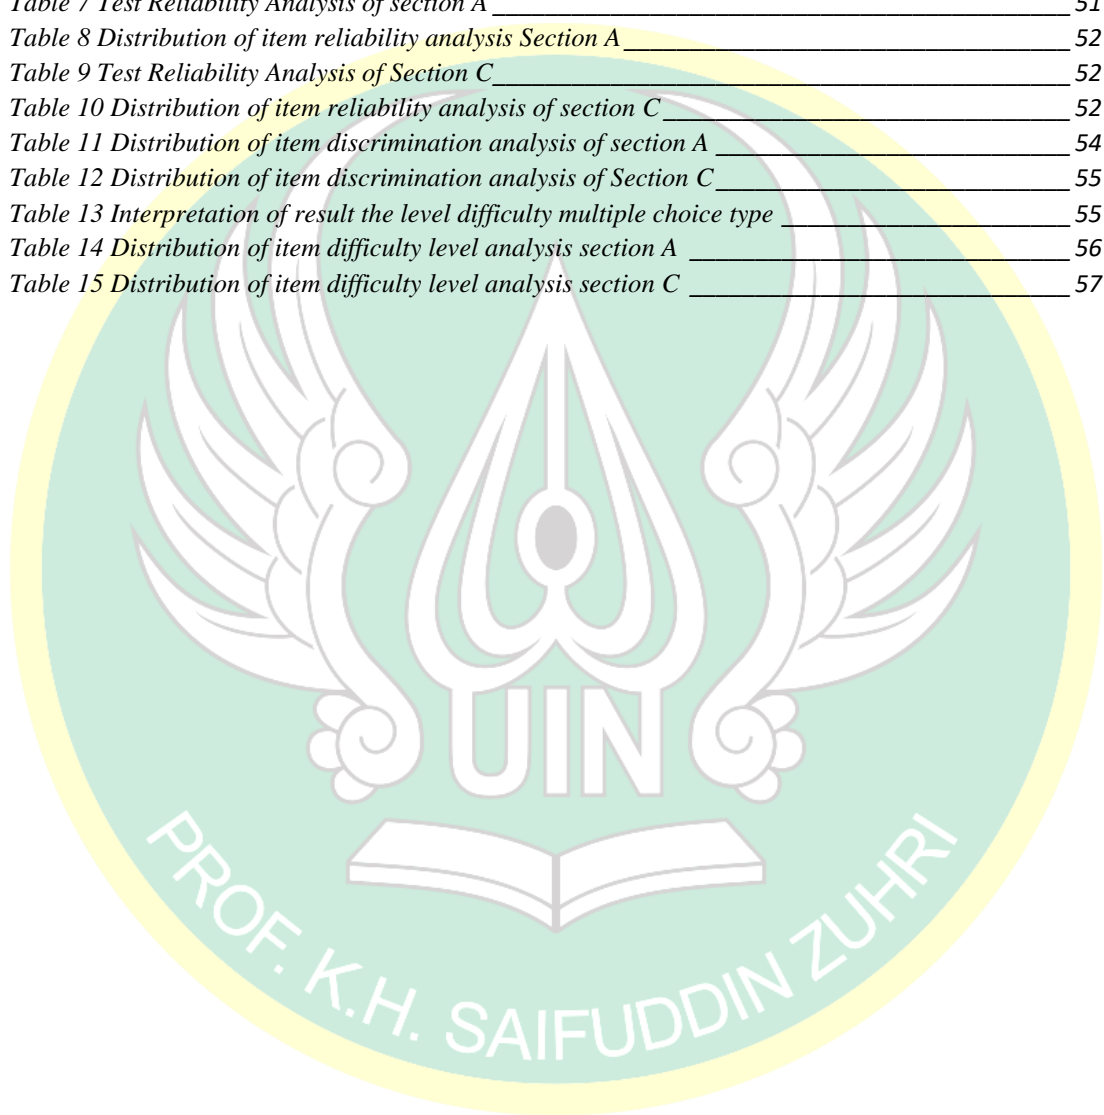 Table 7 Test Reliability Analysis of section A 51
Table 8 Distribution of item reliability analysis Section A 52
Table 9 Test Reliability Analysis of Section C 52
Table 10 Distribution of item reliability analysis of section C 52
Table 11 Distribution of item discrimination analysis of section A 54
Table 12 Distribution of item discrimination analysis of Section C 55
Table 13 Interpretation of result the level difficulty multiple choice type 55
Table 14 Distribution of item difficulty level analysis section A 56
Table 15 Distribution of item difficulty level analysis section C 57
UIN
PROF. K.H. SAIFUDDIN ZUHRI